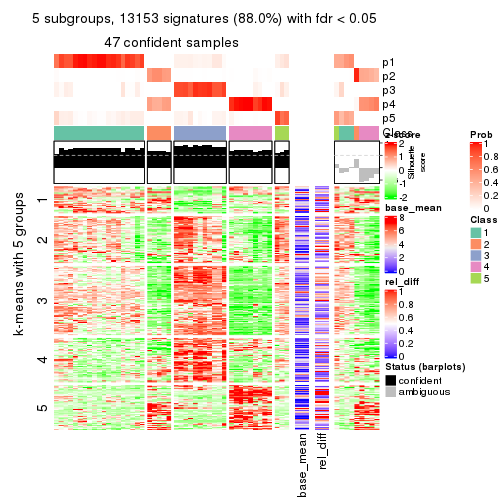 5 subgroups, 13153 signatures (88.0%) with fdr < 0.05
47 confident samples
p1
p2
p3
p4
p5
Class
k-means with 5 groups
1
2
3
4
5
Silhouette
score
base_mean
rel_diff
z-score
2
1
0
-1
-2
base_mean
8
6
4
2
0
rel_diff
1
0.8
0.6
0.4
0.2
0
Status (barplots)
confident
ambiguous
Prob
1
0.8
0.6
0.4
0.2
0
Class
1
2
3
4
5